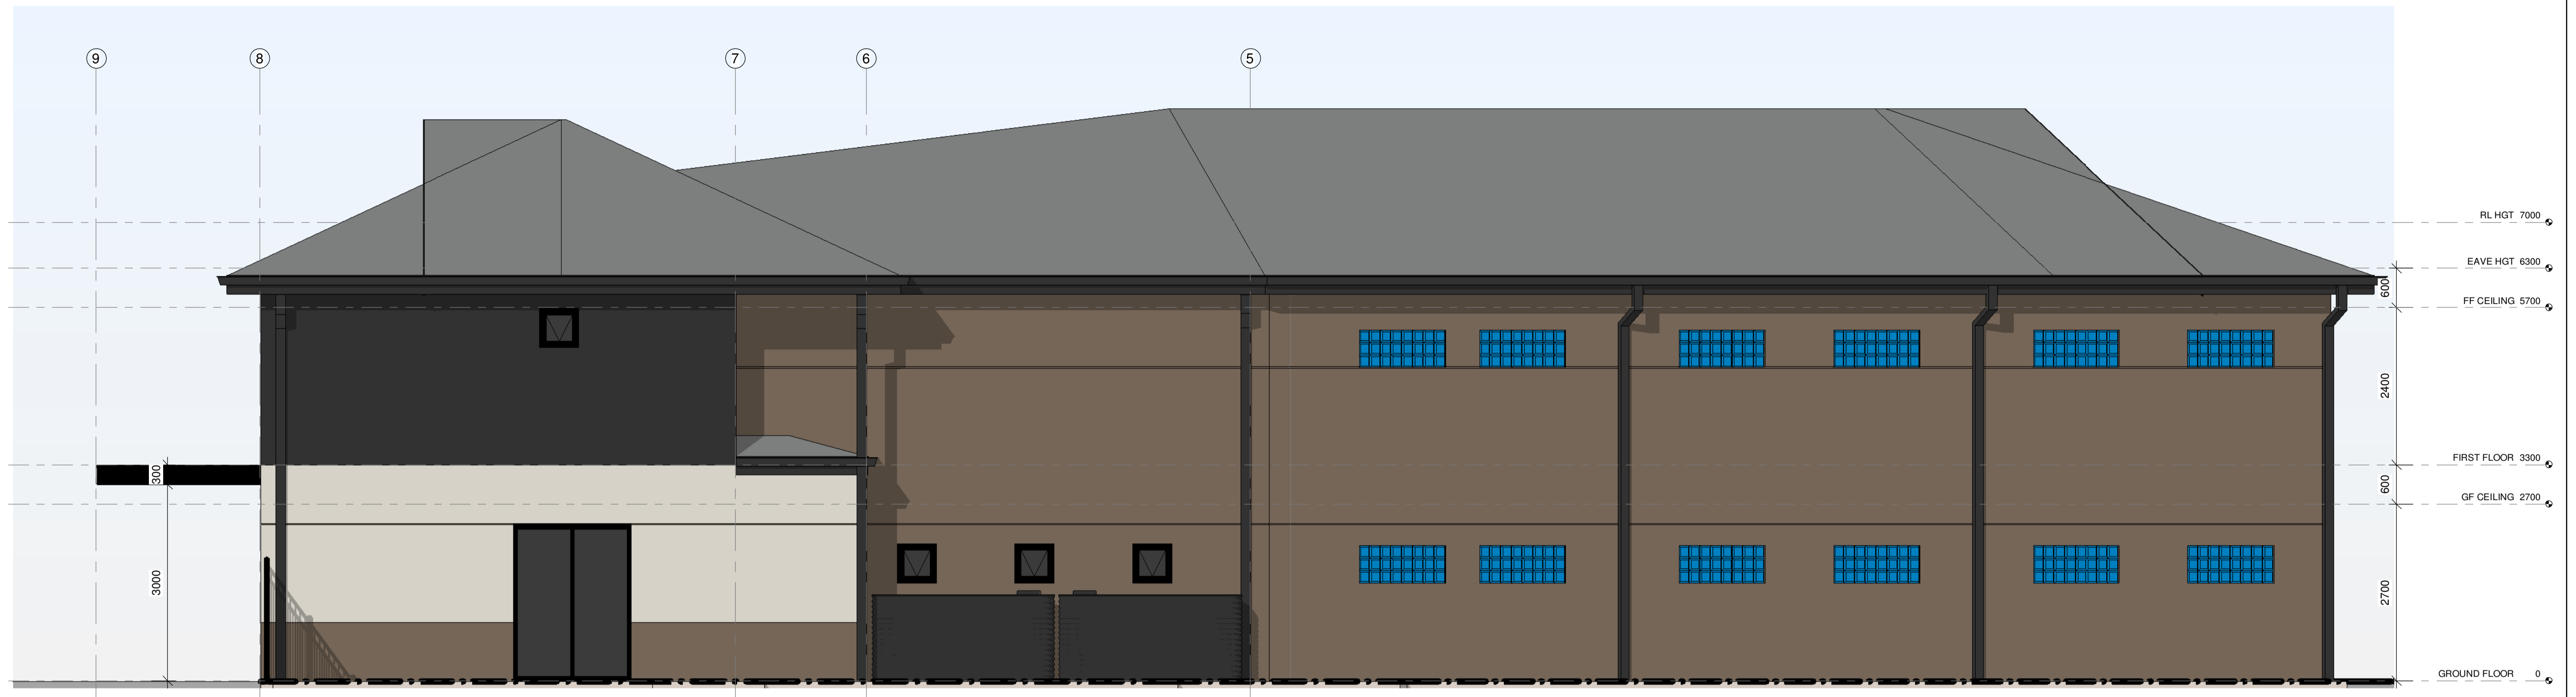 9 8 7 6 5
RL HGT 7000
EAVE HGT 6300
600
FF CEILING 5700
2400
300
FIRST FLOOR 3300
600
GF CEILING 2700
3000
2700
GROUND FLOOR 0